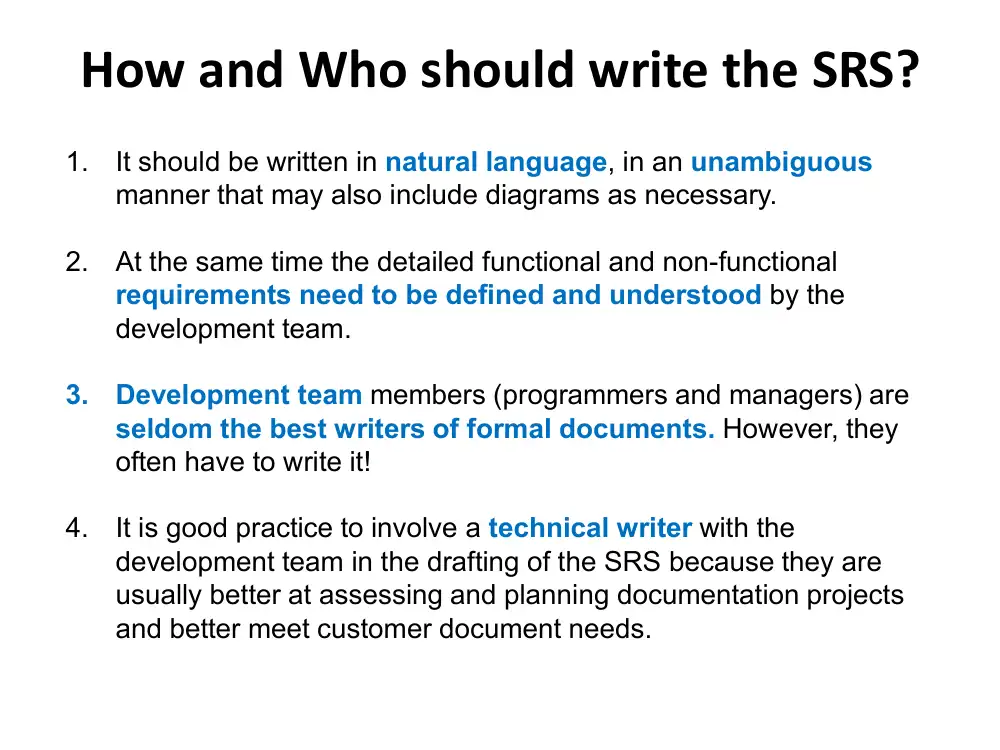 How and Who should write the SRS?
1. It should be written in natural language, in an unambiguous
manner that may also include diagrams as necessary.
2. At the same time the detailed functional and non-functional
requirements need to be defined and understood by the
development team.
3. Development team members (programmers and managers) are
seldom the best writers of formal documents. However, they
often have to write it!
4. It is good practice to involve a technical writer with the
development team in the drafting of the SRS because they are
usually better at assessing and planning documentation projects
and better meet customer document needs.